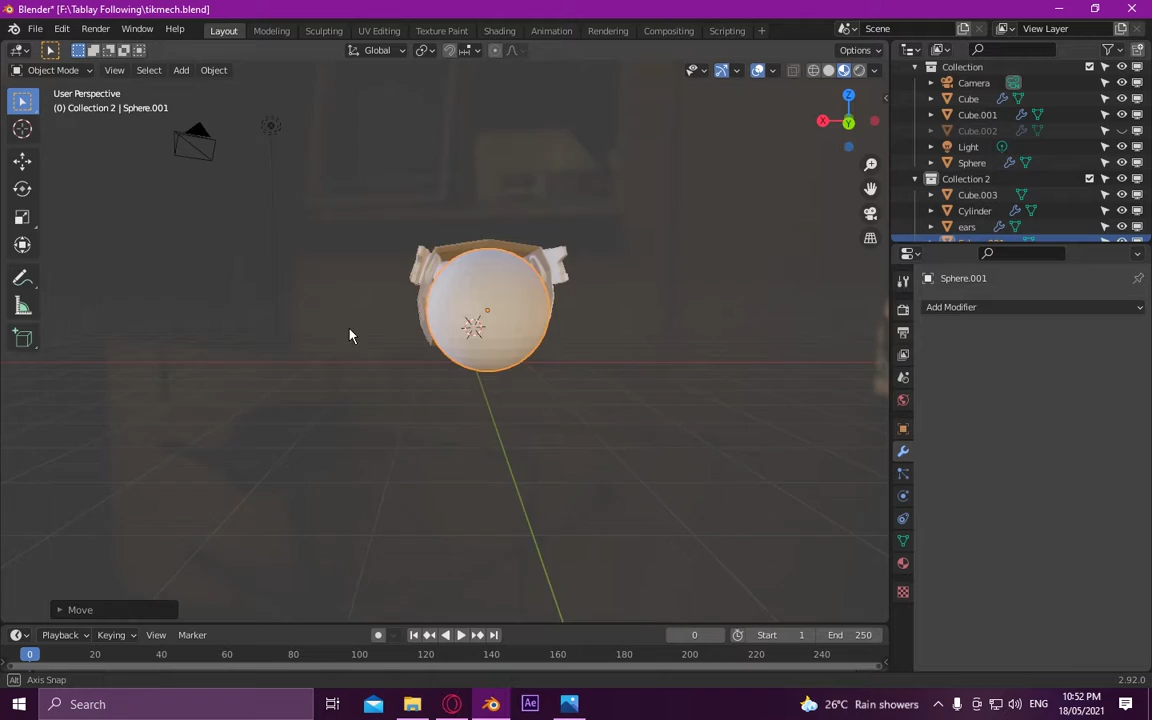 Blender* [F:\Tablay Following\tikmech.blend]
File Edit Render Window Help Layout Modeling Sculpting UV Editing Texture Paint Shading Animation Rendering Compositing Scripting + Scene View Layer
Global Options
Object Mode View Select Add Object
User Perspective
(0) Collection 2 | Sphere.001
X Y Z
Collection
Camera
Cube
Cube.001
Cube.002
Light
Sphere
Collection 2
Cube.003
Cylinder
ears
Sphere.001
Add Modifier
Move
Playback Keying View Marker 0 Start 1 End 250
0 20 40 60 80 100 120 140 160 180 200 220 240
Alt Axis Snap 2.92.0
Search Ae 26°C Rain showers ENG 10:52 PM
18/05/2021